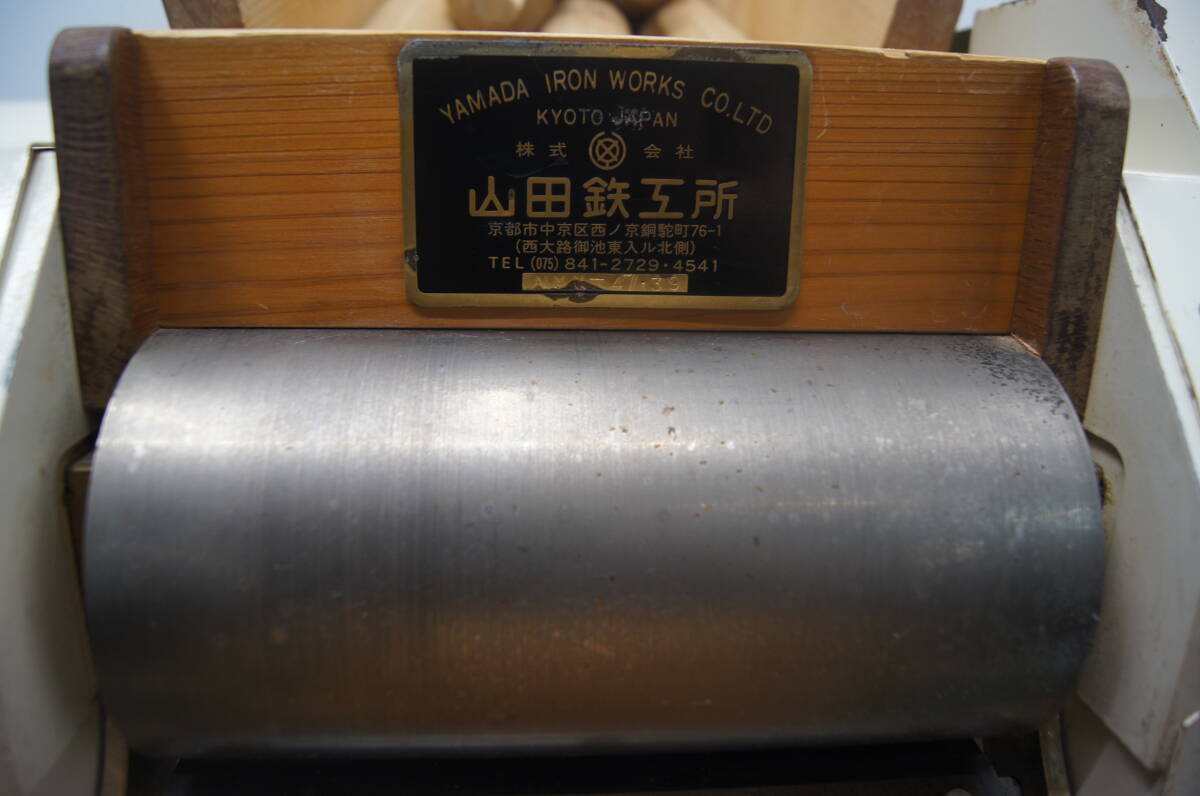 YAMADA IRON WORKS CO.LTD
KYOTO JAPAN
株式 会社
山田鉄工所
京都市中京区西ノ京銅駝町76-1
(西大路御池東入ル北側)
TEL (075) 841-2729・4541
47・39